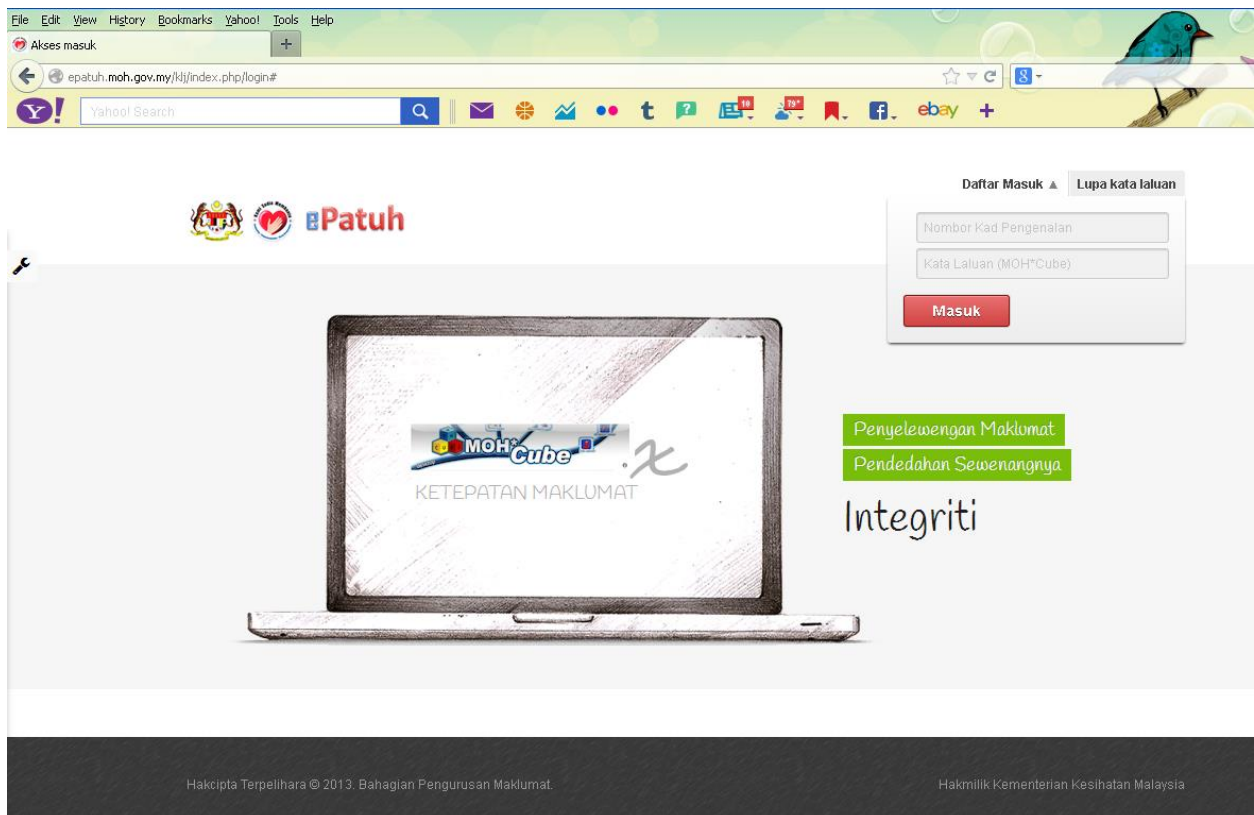 File Edit View History Bookmarks Yahoo! Tools Help
Akses masuk
epatuh.moh.gov.my/klj/index.php/login#
Y! Yahoo! Search t 10 79° ebay
Daftar Masuk ▲ Lupa kata laluan
ePatuh
Nombor Kad Pengenalan
Kata Laluan (MOH*Cube)
Masuk
MOH*Cube .x
KETEPATAN MAKLUMAT
Penyelewengan Maklumat
Pendedahan Sewenangnya
Integriti
Hakcipta Terpelihara © 2013. Bahagian Pengurusan Maklumat. Hakmilik Kementerian Kesihatan Malaysia